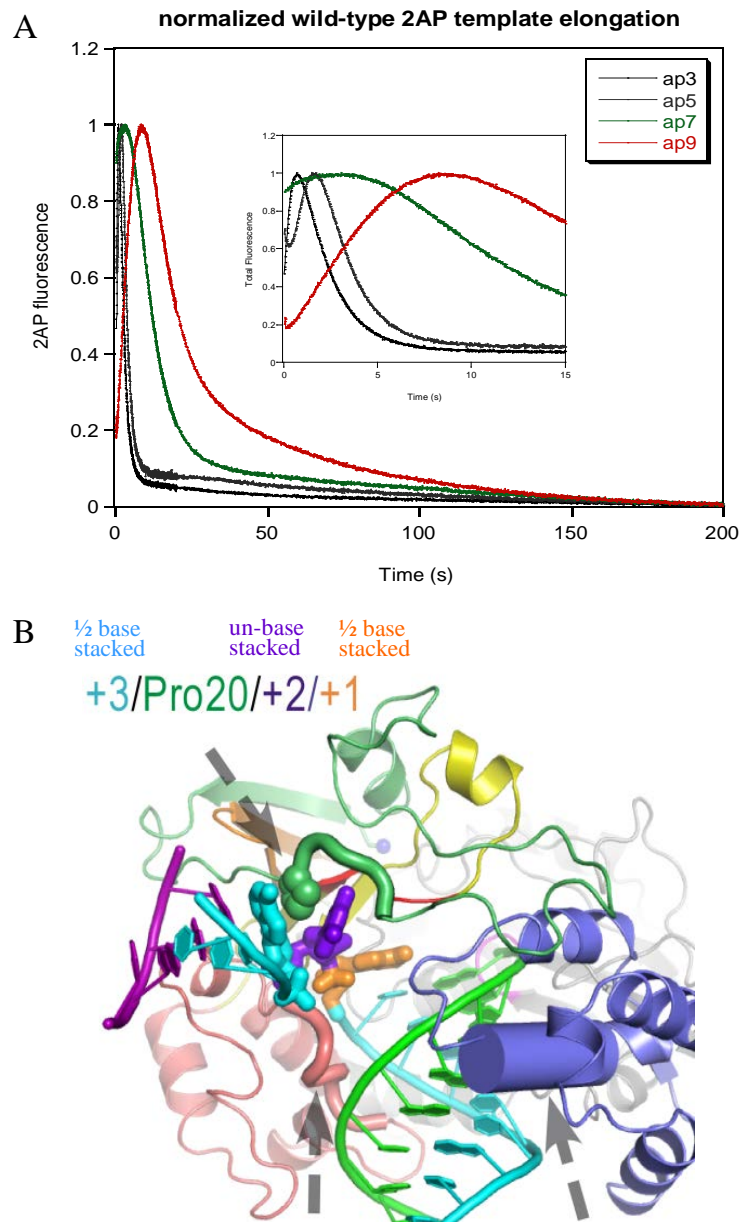 A
normalized wild-type 2AP template elongation
1.2
1
0.8
0.6
0.4
0.2
0
2AP fluorescence
0
50
100
150
200
Time (s)
ap3
ap5
ap7
ap9
1.2
1
0.8
0.6
0.4
0.2
0
Total Fluorescence
0
5
10
15
Time (s)
B
½ base
stacked
un-base
stacked
½ base
stacked
+3/Pro20/+2/+1